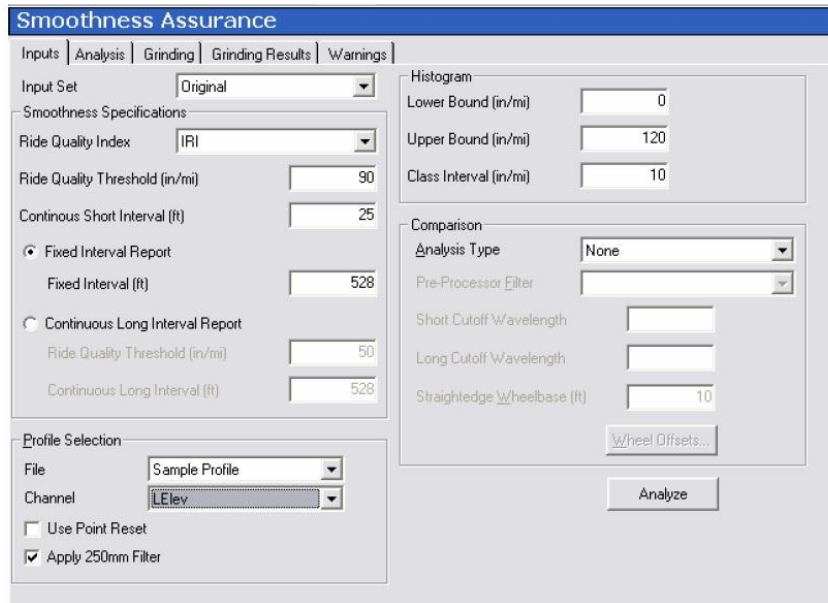 Smoothness Assurance
Inputs Analysis Grinding Grinding Results Warnings
Input Set Original
Smoothness Specifications
Ride Quality Index IRI
Ride Quality Threshold (in/mi) 90
Continous Short Interval (ft) 25
Fixed Interval Report
Fixed Interval (ft) 528
Continuous Long Interval Report
Ride Quality Threshold (in/mi) 50
Continuous Long Interval (ft) 528
Profile Selection
File Sample Profile
Channel LElev
Use Point Reset
Apply 250mm Filter
Histogram
Lower Bound (in/mi) 0
Upper Bound (in/mi) 120
Class Interval (in/mi) 10
Comparison
Analysis Type None
Pre-Processor Filter
Short Cutoff Wavelength
Long Cutoff Wavelength
Straightedge Wheelbase (ft) 10
Wheel Offsets...
Analyze